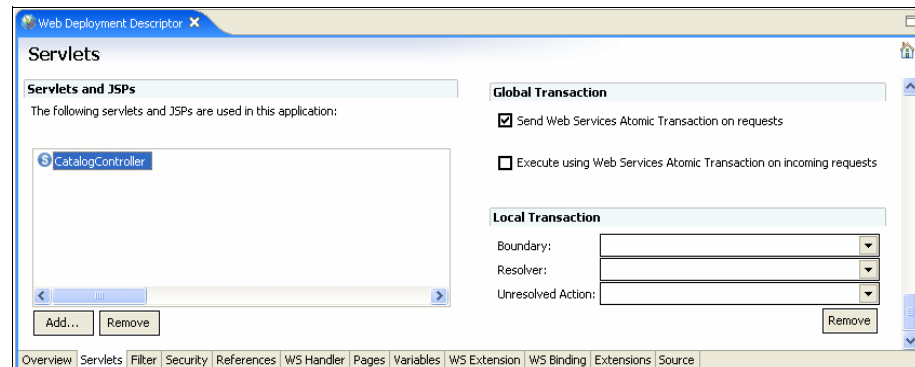 Web Deployment Descriptor
Servlets
Servlets and JSPs
The following servlets and JSPs are used in this application:
CatalogController
Add...
Remove
Global Transaction
Send Web Services Atomic Transaction on requests
Execute using Web Services Atomic Transaction on incoming requests
Local Transaction
Boundary:
Resolver:
Unresolved Action:
Remove
Overview Servlets Filter Security References WS Handler Pages Variables WS Extension WS Binding Extensions Source